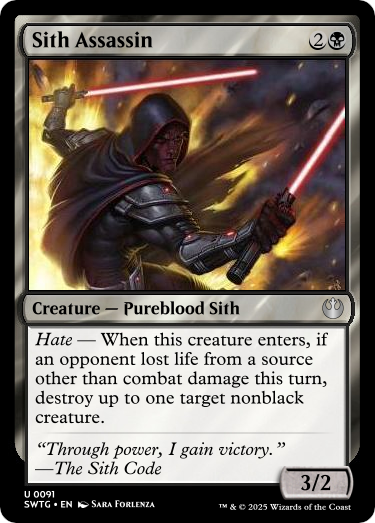 Sith Assassin 2
Creature — Pureblood Sith
Hate — When this creature enters, if
an opponent lost life from a source
other than combat damage this turn,
destroy up to one target nonblack
creature.
“Through power, I gain victory.”
—The Sith Code
3/2
U 0091
SWTG • EN Sara Forlenza
™ & © 2025 Wizards of the Coast